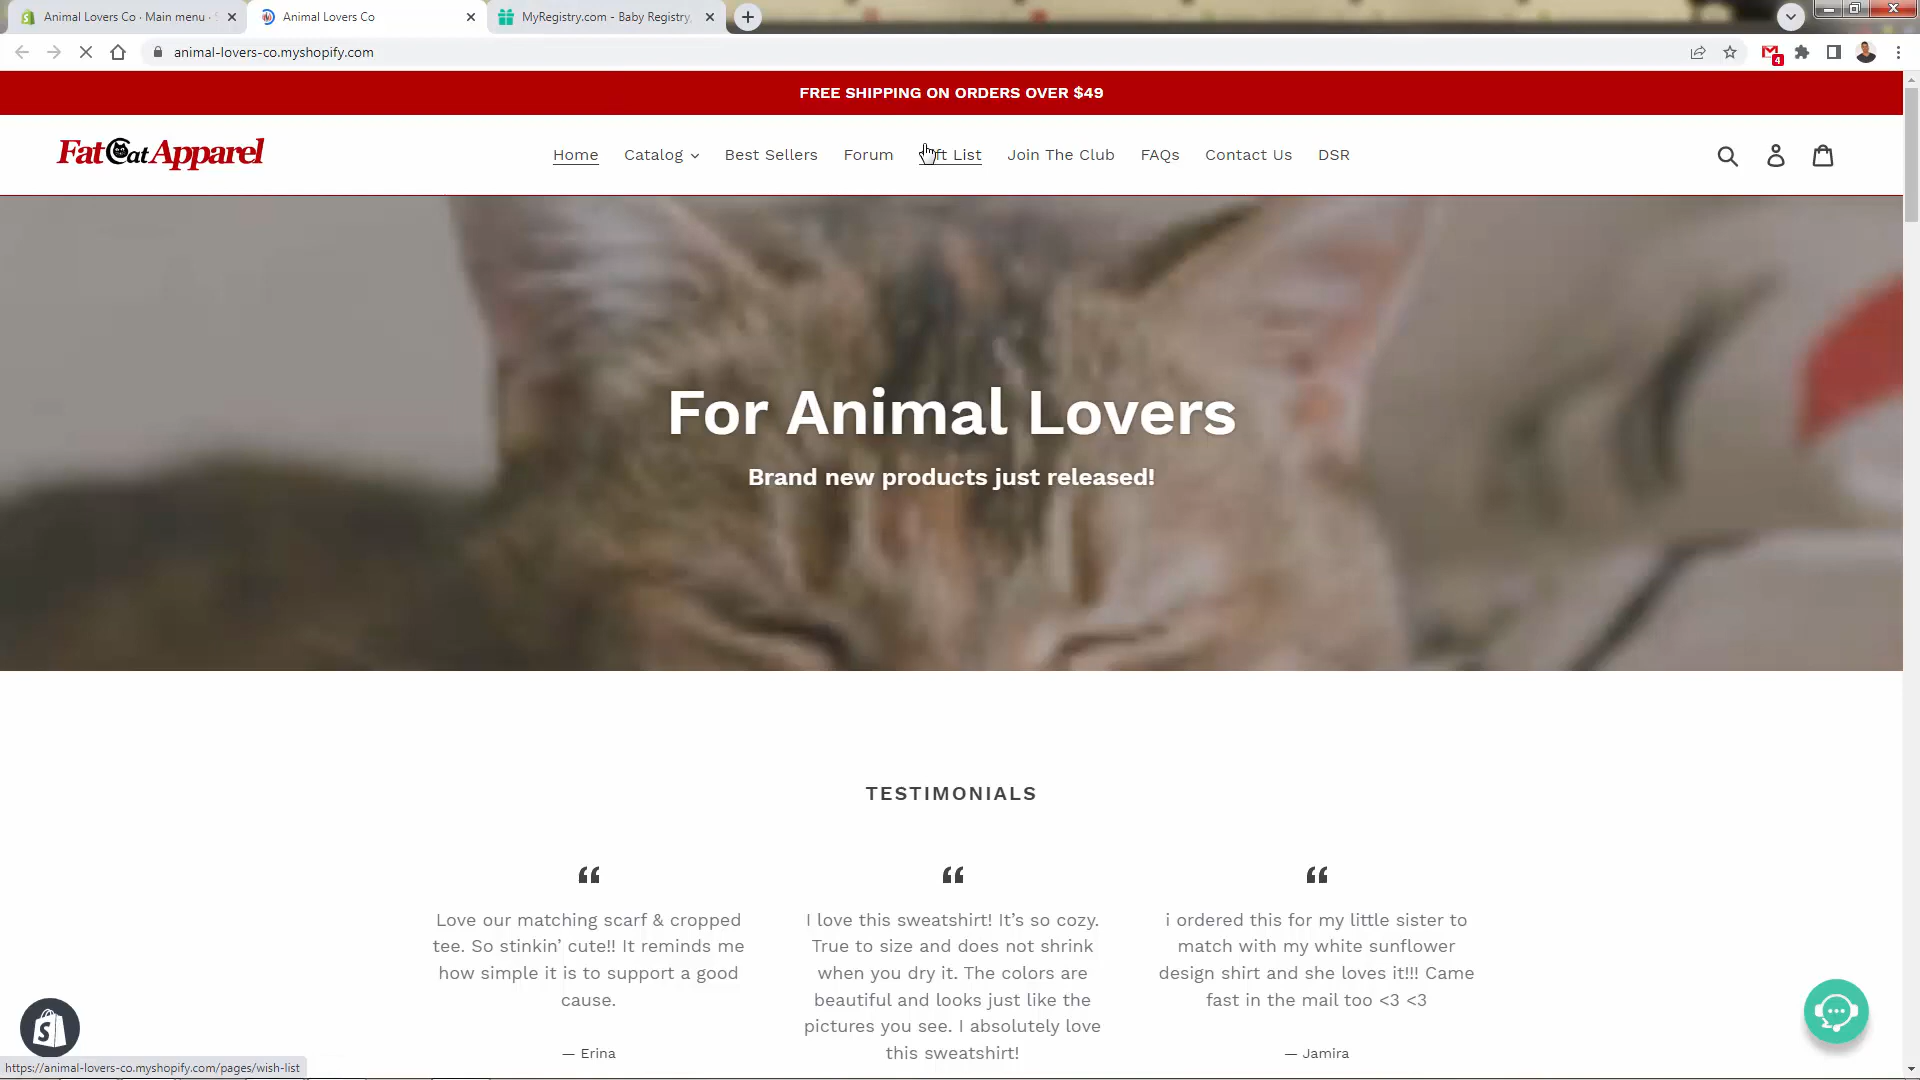 Animal Lovers Co · Main menu ·
Animal Lovers Co
MyRegistry.com - Baby Registry,
animal-lovers-co.myshopify.com
4
FREE SHIPPING ON ORDERS OVER $49
FatCatApparel
Home
Catalog
Best Sellers
Forum
Gift List
Join The Club
FAQs
Contact Us
DSR
For Animal Lovers
Brand new products just released!
TESTIMONIALS
“
“
“
Love our matching scarf & cropped
tee. So stinkin’ cute!! It reminds me
how simple it is to support a good
cause.
— Erina
I love this sweatshirt! It’s so cozy.
True to size and does not shrink
when you dry it. The colors are
beautiful and looks just like the
pictures you see. I absolutely love
this sweatshirt!
i ordered this for my little sister to
match with my white sunflower
design shirt and she loves it!!! Came
fast in the mail too <3 <3
— Jamira
https://animal-lovers-co.myshopify.com/pages/wish-list